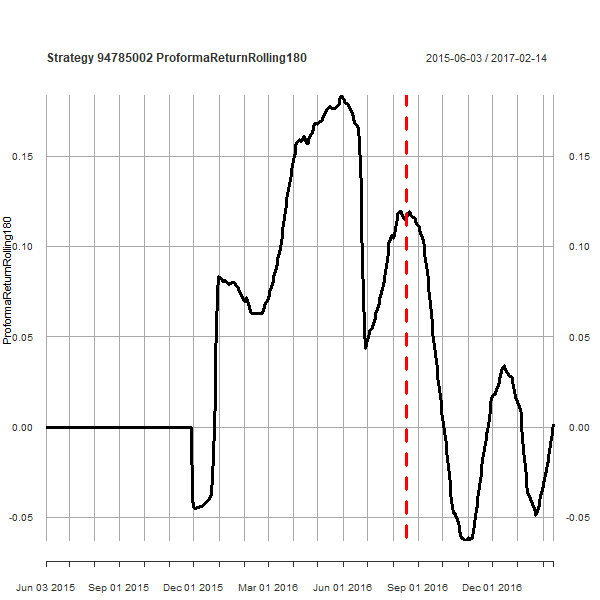 Strategy 94785002 ProformaReturnRolling180
2015-06-03 / 2017-02-14
ProformaReturnRolling180
0.15
0.15
0.10
0.10
0.05
0.05
0.00
0.00
-0.05
-0.05
Jun 03 2015
Sep 01 2015
Dec 01 2015
Mar 01 2016
Jun 01 2016
Sep 01 2016
Dec 01 2016